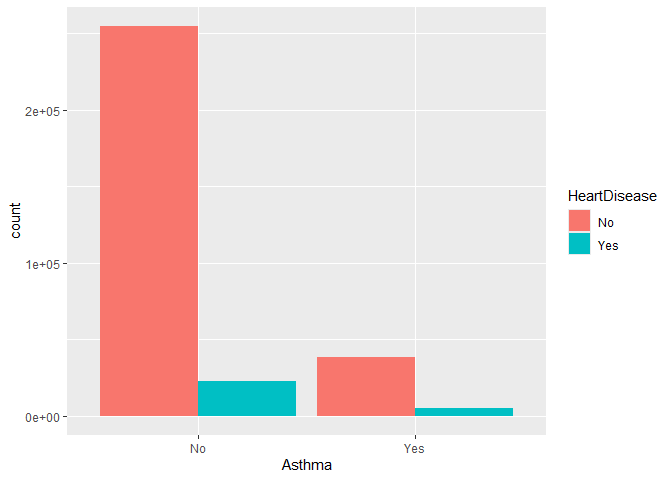 2e+05
1e+05
0e+00
count
No
Yes
Asthma
HeartDisease
No
Yes